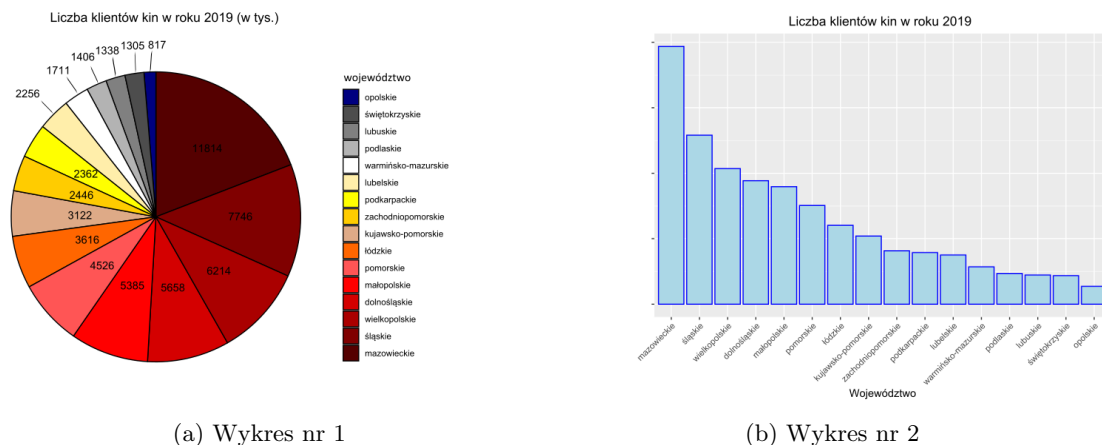 Liczba klientów kin w roku 2019 (w tys.)
817
1305
1338
1406
1711
2256
11814
2362
2446
7746
3122
3616
6214
4526
5385
5658
województwo
opolskie
świętokrzyskie
lubuskie
podlaskie
warmińsko-mazurskie
lubelskie
podkarpackie
zachodniopomorskie
kujawsko-pomorskie
łódzkie
pomorskie
małopolskie
dolnośląskie
wielkopolskie
śląskie
mazowieckie
(a) Wykres nr 1
Liczba klientów kin w roku 2019
mazowieckie
śląskie
wielkopolskie
dolnośląskie
małopolskie
pomorskie
łódzkie
kujawsko-pomorskie
zachodniopomorskie
podkarpackie
lubelskie
warmińsko-mazurskie
podlaskie
lubuskie
świętokrzyskie
opolskie
Województwo
(b) Wykres nr 2